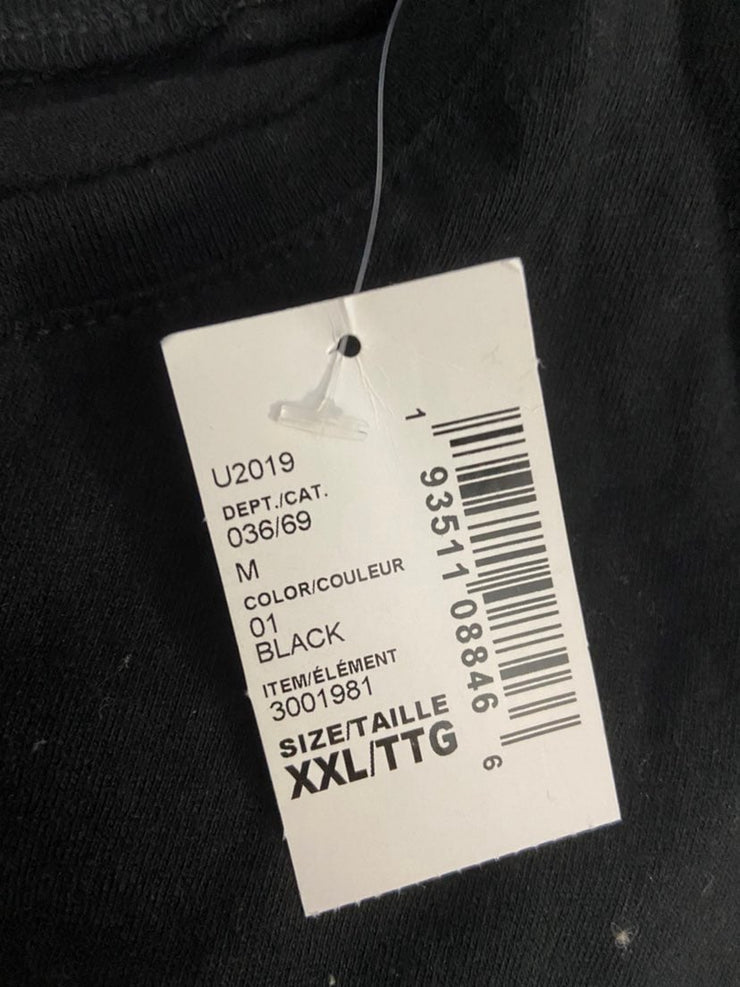 U2019
DEPT./CAT.
036/69
M
COLOR/COULEUR
01
BLACK
ITEM/ÉLÉMENT
3001981
SIZE/TAILLE
XXL/TTG
1 93511 08846 6